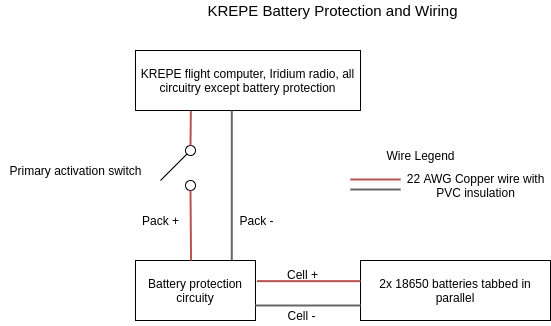 KREPE Battery Protection and Wiring
KREPE flight computer, Iridium radio, all
circuitry except battery protection
Primary activation switch
Wire Legend
22 AWG Copper wire with
PVC insulation
Pack +
Pack -
Battery protection
circuity
Cell +
Cell -
2x 18650 batteries tabbed in
parallel